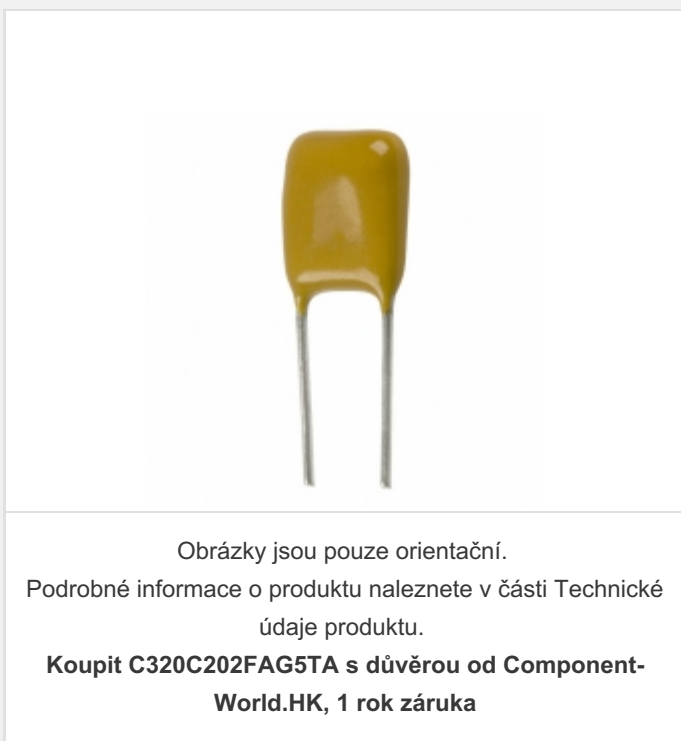 Obrázky jsou pouze orientační.
Podrobné informace o produktu naleznete v části Technické
údaje produktu.
Koupit C320C202FAG5TA s důvěrou od Component-
World.HK, 1 rok záruka